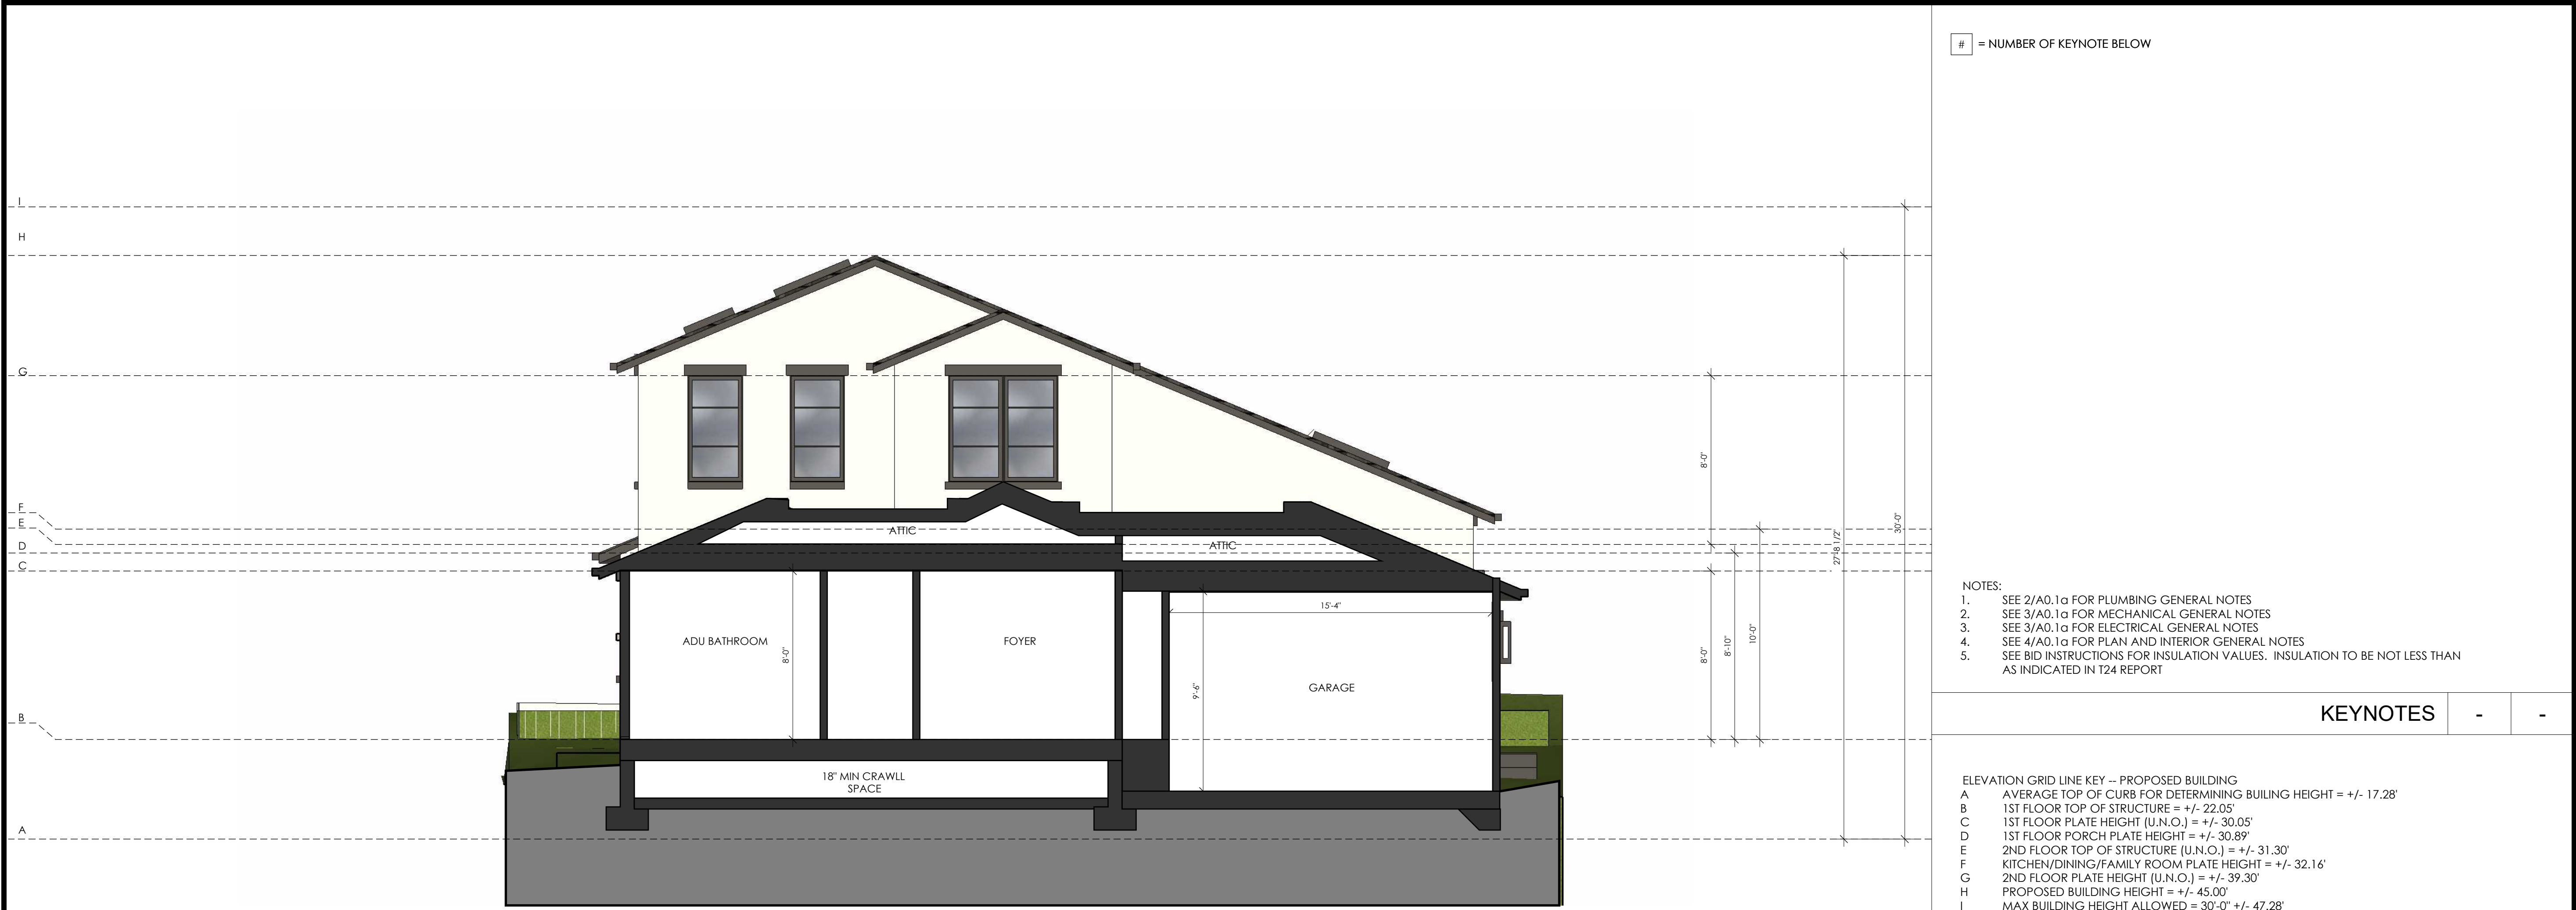 # = NUMBER OF KEYNOTE BELOW
I
H
G
F
E
D
C
B
A
ATTIC
ATTIC
ADU BATHROOM
8'-0"
FOYER
15'-4"
9'-6"
GARAGE
18" MIN CRAWLL
SPACE
8'-0"
8'-0"
8'-10"
10'-0"
27'-8 1/2"
30'-0"
NOTES:
1. SEE 2/A0.1a FOR PLUMBING GENERAL NOTES
2. SEE 3/A0.1a FOR MECHANICAL GENERAL NOTES
3. SEE 3/A0.1a FOR ELECTRICAL GENERAL NOTES
4. SEE 4/A0.1a FOR PLAN AND INTERIOR GENERAL NOTES
5. SEE BID INSTRUCTIONS FOR INSULATION VALUES. INSULATION TO BE NOT LESS THAN
AS INDICATED IN T24 REPORT
KEYNOTES - -
ELEVATION GRID LINE KEY -- PROPOSED BUILDING
A AVERAGE TOP OF CURB FOR DETERMINING BUILING HEIGHT = +/- 17.28'
B 1ST FLOOR TOP OF STRUCTURE = +/- 22.05'
C 1ST FLOOR PLATE HEIGHT (U.N.O.) = +/- 30.05'
D 1ST FLOOR PORCH PLATE HEIGHT = +/- 30.89'
E 2ND FLOOR TOP OF STRUCTURE (U.N.O.) = +/- 31.30'
F KITCHEN/DINING/FAMILY ROOM PLATE HEIGHT = +/- 32.16'
G 2ND FLOOR PLATE HEIGHT (U.N.O.) = +/- 39.30'
H PROPOSED BUILDING HEIGHT = +/- 45.00'
I MAX BUILDING HEIGHT ALLOWED = 30'-0" +/- 47.28'